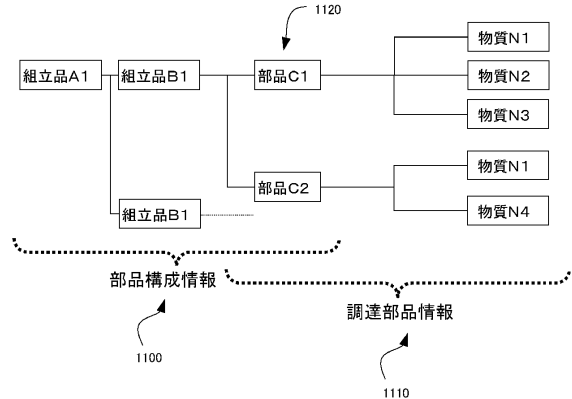 1120
物質N1
組立品A1
組立品B1
部品C1
物質N2
物質N3
物質N1
部品C2
組立品B1
物質N4
部品構成情報
調達部品情報
1100
1110